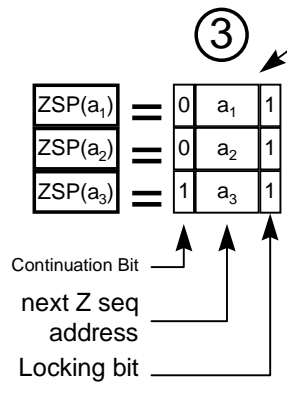 3
ZSP(a₁) = 0 a₁ 1
ZSP(a₂) = 0 a₂ 1
ZSP(a₃) = 1 a₃ 1
Continuation Bit
next Z seq
address
Locking bit